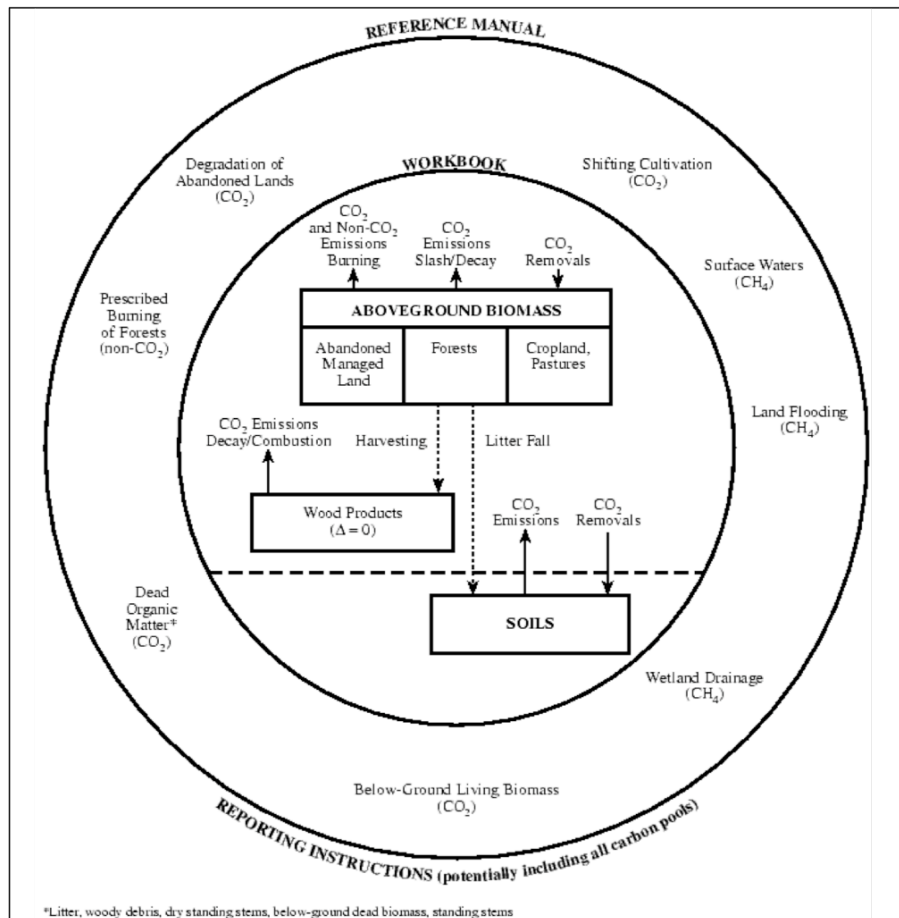 REFERENCE MANUAL
Degradation of
Abandoned Lands
(CO₂)
Shifting Cultivation
(CO₂)
WORKBOOK
CO₂
and Non-CO₂
Emissions
Burning
CO₂
Emissions
Slash/Decay
CO₂
Removals
Surface Waters
(CH₄)
Prescribed
Burning
of Forests
(non-CO₂)
ABOVEGROUND BIOMASS
Abandoned
Managed
Land
Forests
Cropland,
Pastures
Land Flooding
(CH₄)
CO₂ Emissions
Decay/Combustion
Harvesting
Litter Fall
Wood Products
(Δ = 0)
CO₂
Emissions
CO₂
Removals
Dead
Organic
Matter*
(CO₂)
SOILS
Wetland Drainage
(CH₄)
Below-Ground Living Biomass
(CO₂)
REPORTING INSTRUCTIONS (potentially including all carbon pools)
*Litter, woody debris, dry standing stems, below-ground dead biomass, standing stems